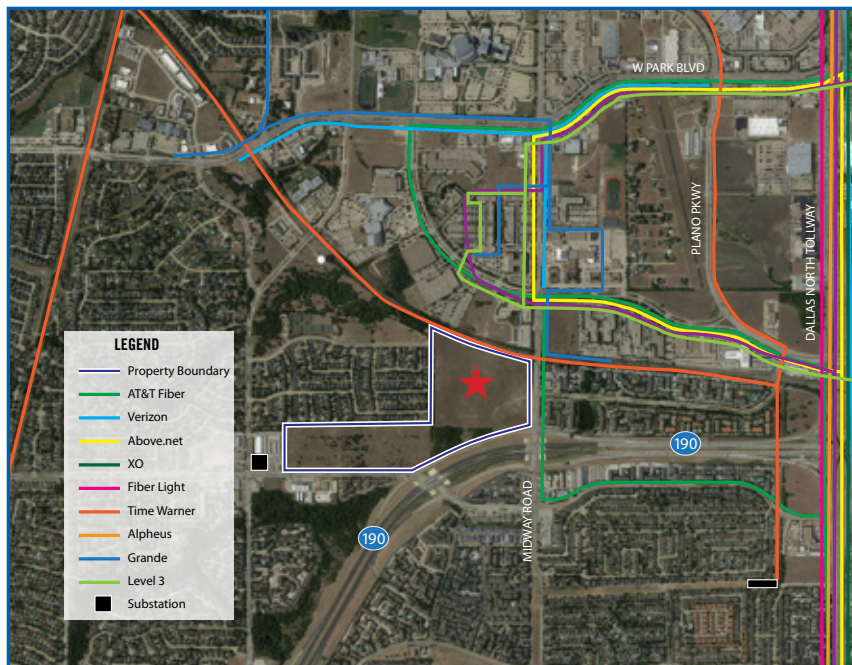 W PARK BLVD
PLANO PKWY
DALLAS NORTH TOLLWAY
LEGEND
Property Boundary
AT&T Fiber
Verizon
Above.net
XO
Fiber Light
Time Warner
Alpheus
Grande
Level 3
Substation
190
190
MIDWAY ROAD